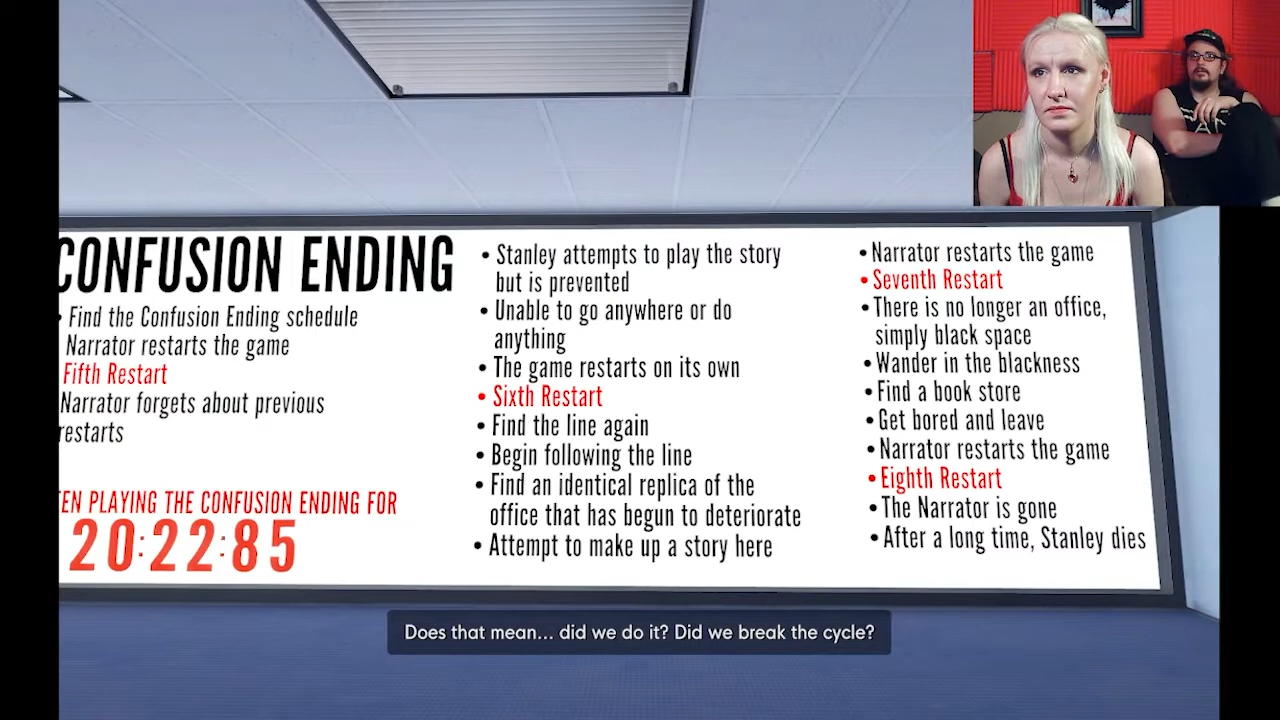 CONFUSION ENDING
• Find the Confusion Ending schedule
Narrator restarts the game
Fifth Restart
Narrator forgets about previous
restarts
EN PLAYING THE CONFUSION ENDING FOR
20:22:85
• Stanley attempts to play the story
but is prevented
• Unable to go anywhere or do
anything
• The game restarts on its own
• Sixth Restart
• Find the line again
• Begin following the line
• Find an identical replica of the
office that has begun to deteriorate
• Attempt to make up a story here
• Narrator restarts the game
• Seventh Restart
• There is no longer an office,
simply black space
• Wander in the blackness
• Find a book store
• Get bored and leave
• Narrator restarts the game
• Eighth Restart
• The Narrator is gone
• After a long time, Stanley dies
Does that mean... did we do it? Did we break the cycle?